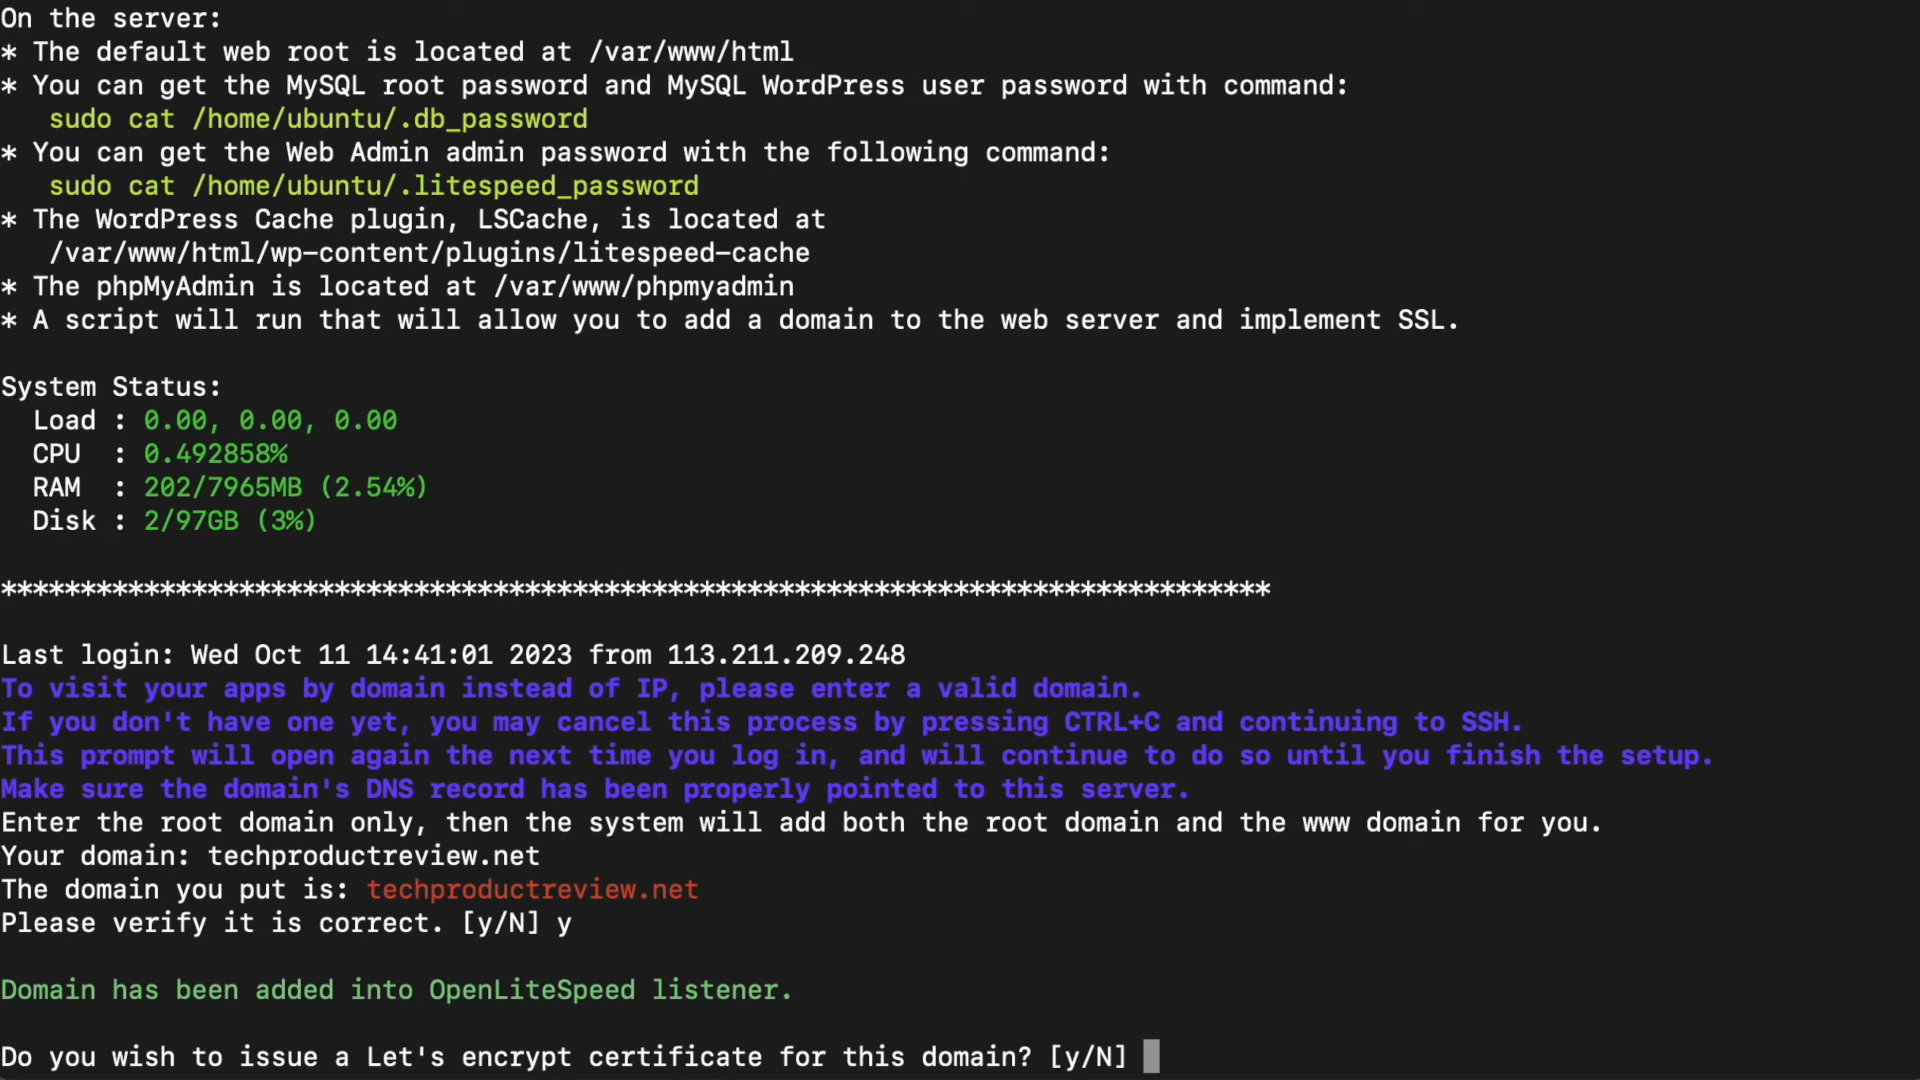 On the server:
* The default web root is located at /var/www/html
* You can get the MySQL root password and MySQL WordPress user password with command:
   sudo cat /home/ubuntu/.db_password
* You can get the Web Admin admin password with the following command:
   sudo cat /home/ubuntu/.litespeed_password
* The WordPress Cache plugin, LSCache, is located at
   /var/www/html/wp-content/plugins/litespeed-cache
* The phpMyAdmin is located at /var/www/phpmyadmin
* A script will run that will allow you to add a domain to the web server and implement SSL.
System Status:
  Load : 0.00, 0.00, 0.00
  CPU  : 0.492858%
  RAM  : 202/7965MB (2.54%)
  Disk : 2/97GB (3%)
********************************************************************************
Last login: Wed Oct 11 14:41:01 2023 from 113.211.209.248
To visit your apps by domain instead of IP, please enter a valid domain.
If you don't have one yet, you may cancel this process by pressing CTRL+C and continuing to SSH.
This prompt will open again the next time you log in, and will continue to do so until you finish the setup.
Make sure the domain's DNS record has been properly pointed to this server.
Enter the root domain only, then the system will add both the root domain and the www domain for you.
Your domain: techproductreview.net
The domain you put is: techproductreview.net
Please verify it is correct. [y/N] y
Domain has been added into OpenLiteSpeed listener.
Do you wish to issue a Let's encrypt certificate for this domain? [y/N]